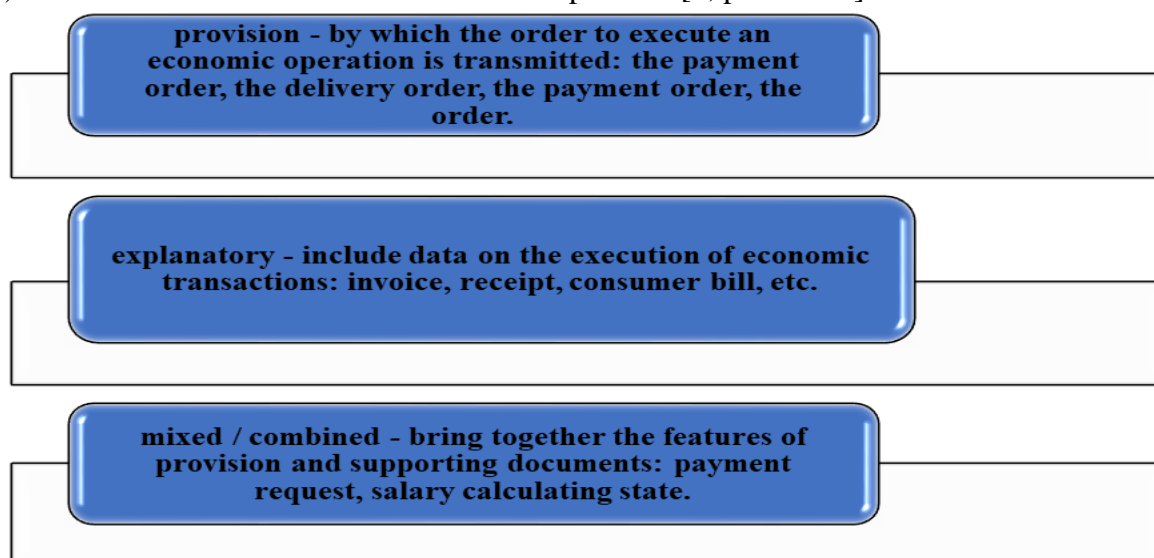 provision - by which the order to execute an
economic operation is transmitted: the payment
order, the delivery order, the payment order, the
order.
explanatory - include data on the execution of economic
transactions: invoice, receipt, consumer bill, etc.
mixed / combined - bring together the features of
provision and supporting documents: payment
request, salary calculating state.